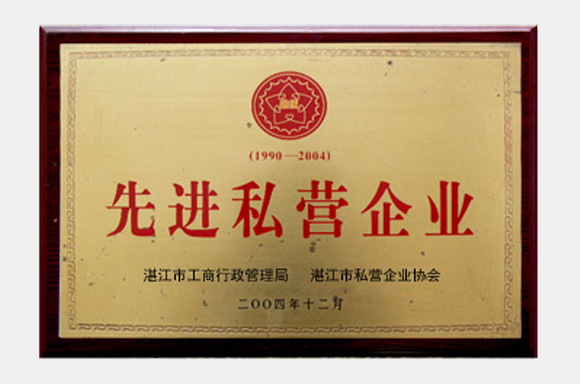 (1990—2004)
先进私营企业
湛江市工商行政管理局 湛江市私营企业协会
二〇〇四年十二月